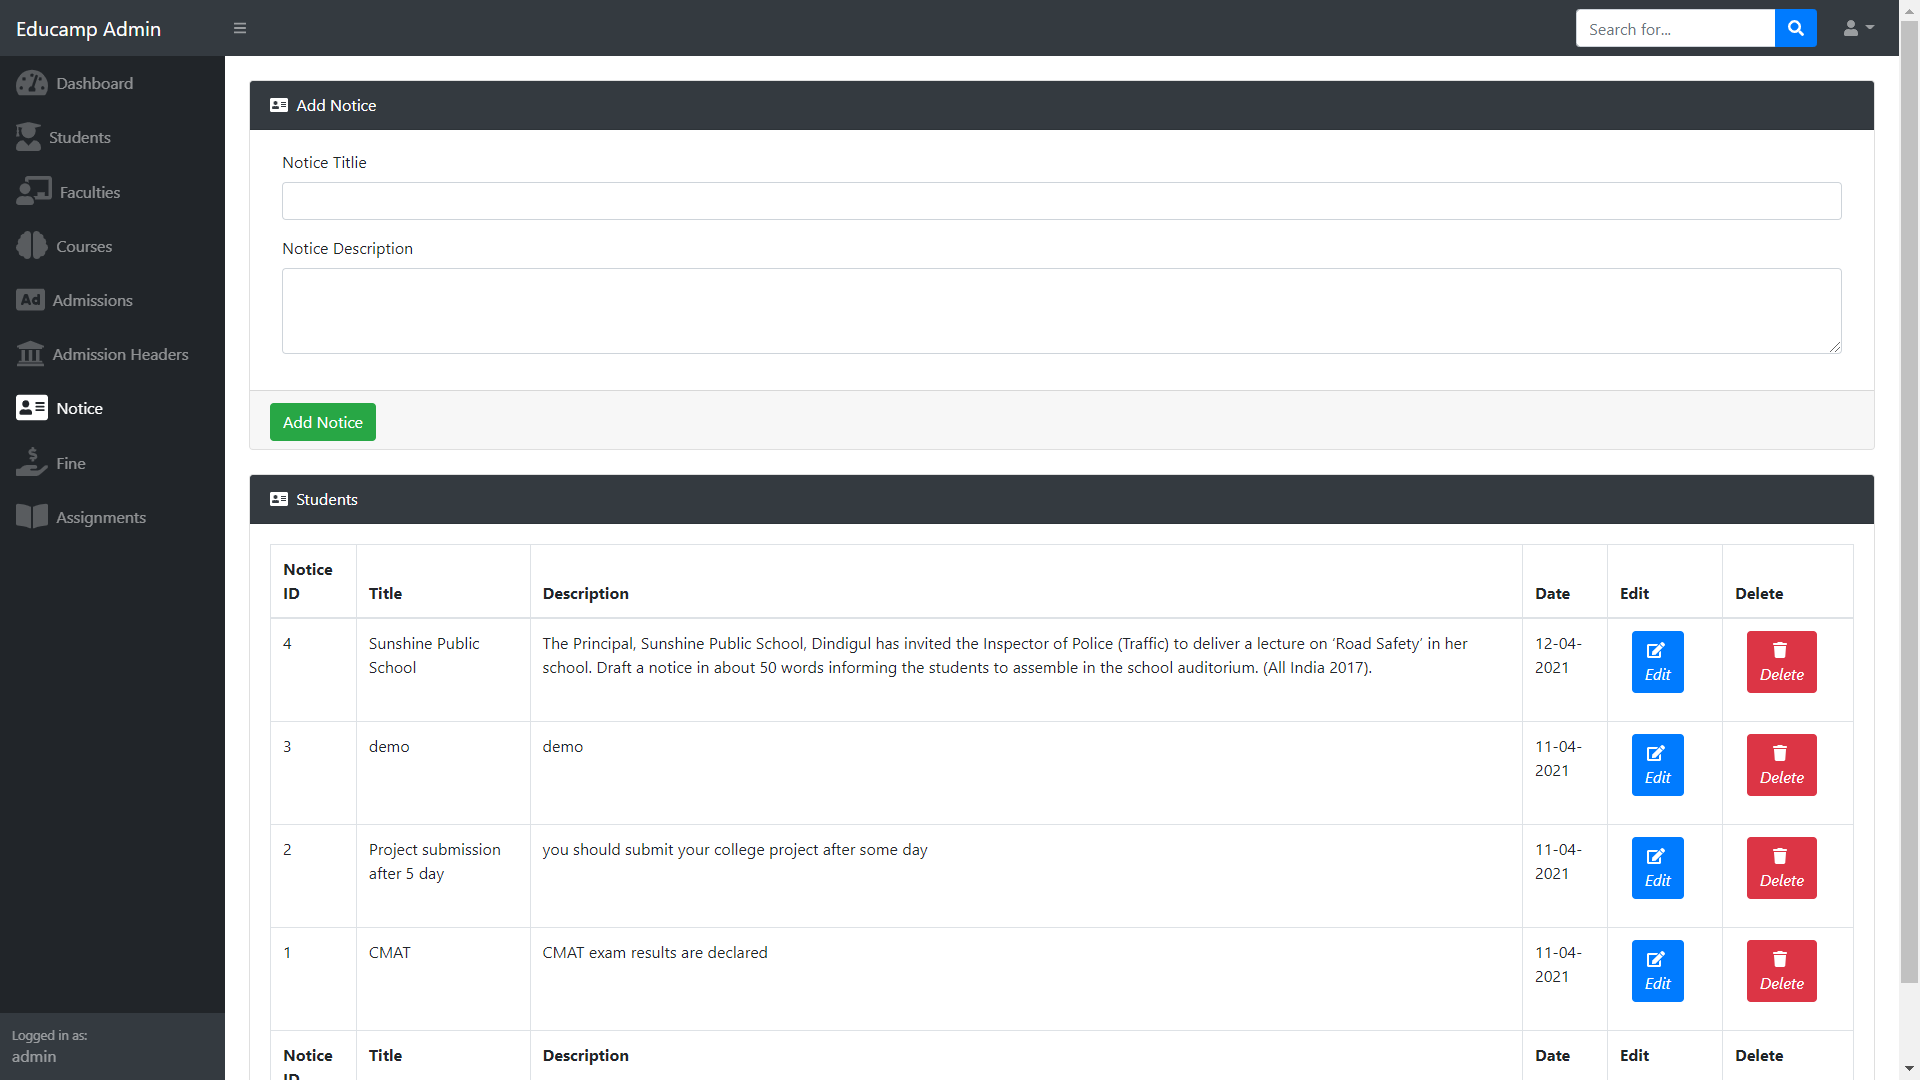 Educamp Admin
Search for...
Dashboard
Students
Faculties
Courses
Ad Admissions
Admission Headers
Notice
Fine
Assignments
Logged in as:
admin
Add Notice
Notice Titlie
Notice Description
Add Notice
Students
Notice ID Title Description Date Edit Delete
4 Sunshine Public School The Principal, Sunshine Public School, Dindigul has invited the Inspector of Police (Traffic) to deliver a lecture on ‘Road Safety’ in her
school. Draft a notice in about 50 words informing the students to assemble in the school auditorium. (All India 2017). 12-04-2021 Edit Delete
3 demo demo 11-04-2021 Edit Delete
2 Project submission after 5 day you should submit your college project after some day 11-04-2021 Edit Delete
1 CMAT CMAT exam results are declared 11-04-2021 Edit Delete
Notice ID Title Description Date Edit Delete